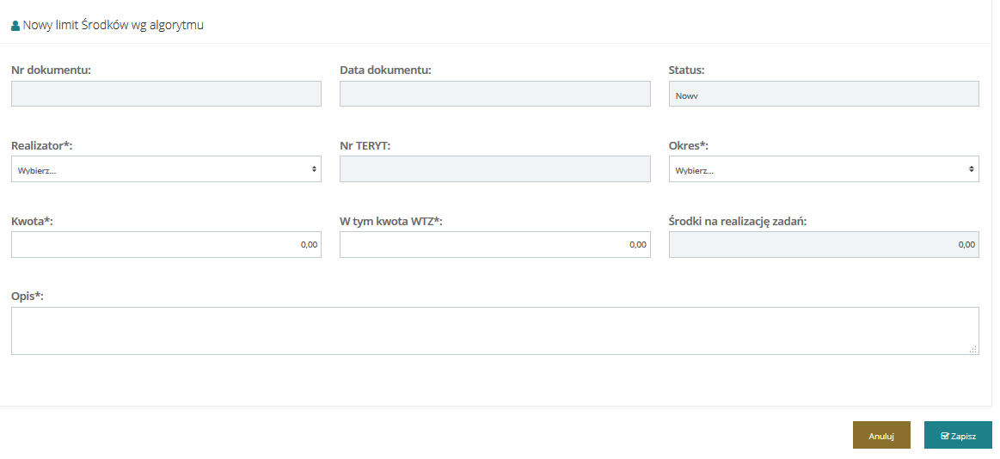 Nowy limit Środków wg algorytmu
Nr dokumentu: Data dokumentu: Status:
Nowy
Realizator*: Nr TERYT: Okres*:
Wybierz... Wybierz...
Kwota*: W tym kwota WTZ*: Środki na realizację zadań:
0,00 0,00 0,00
Opis*:
Anuluj Zapisz